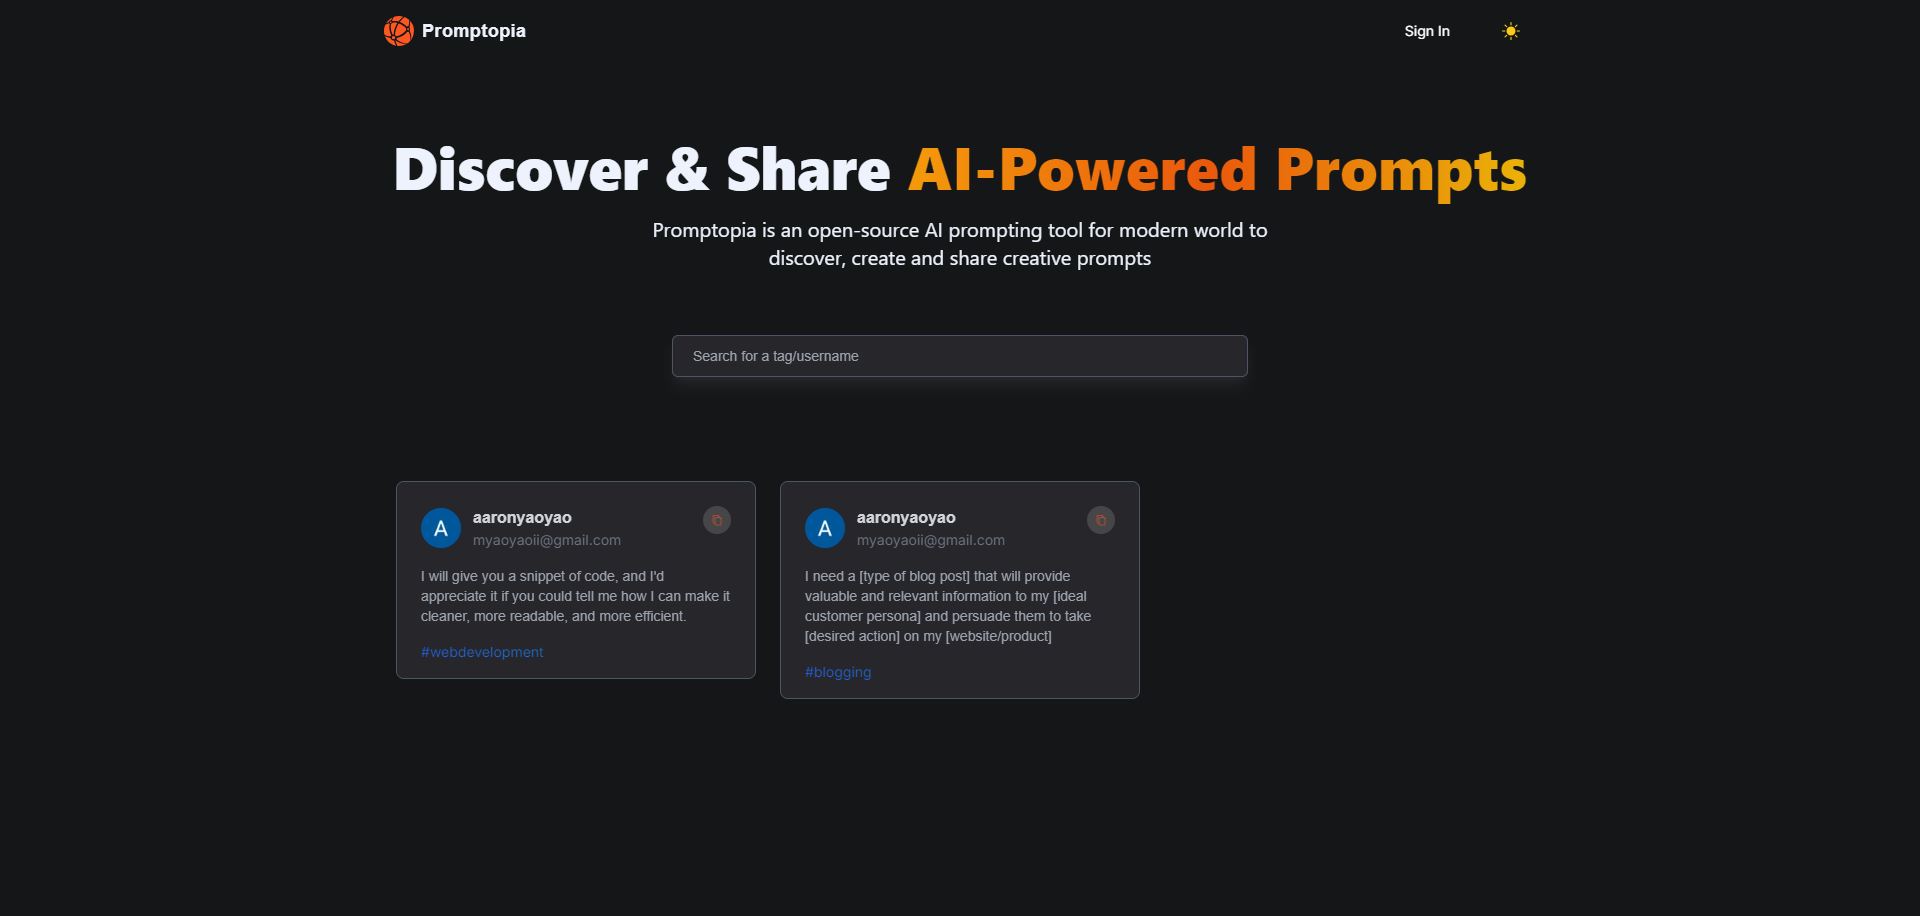 Promptopia
Sign In
Discover & Share AI-Powered Prompts
Promptopia is an open-source AI prompting tool for modern world to
discover, create and share creative prompts
Search for a tag/username
A
aaronyaoyao
myaoyaoii@gmail.com
I will give you a snippet of code, and I'd
appreciate it if you could tell me how I can make it
cleaner, more readable, and more efficient.
#webdevelopment
A
aaronyaoyao
myaoyaoii@gmail.com
I need a [type of blog post] that will provide
valuable and relevant information to my [ideal
customer persona] and persuade them to take
[desired action] on my [website/product]
#blogging